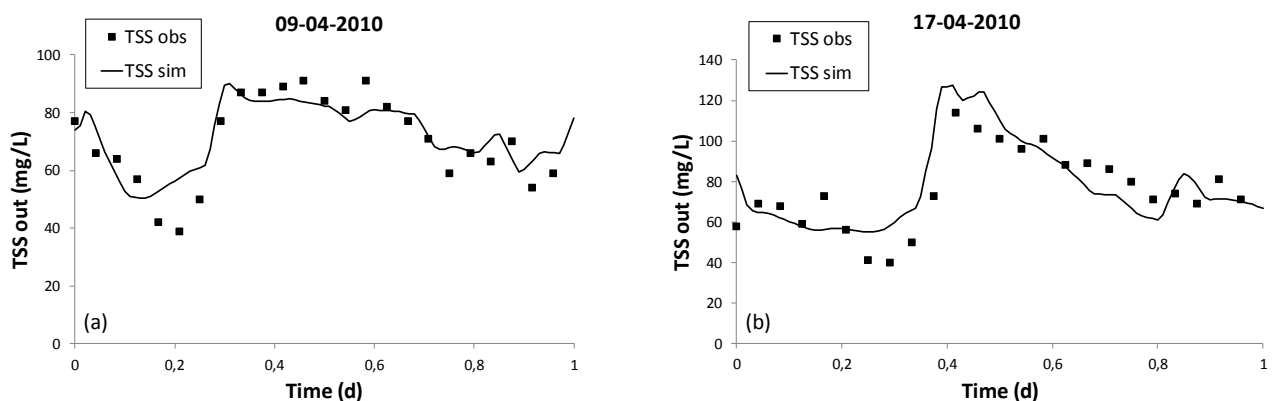 09-04-2010
TSS obs
TSS sim
TSS out (mg/L)
100
80
60
40
20
0
(a)
0 0,2 0,4 0,6 0,8 1
Time (d)
17-04-2010
TSS obs
TSS sim
TSS out (mg/L)
140
120
100
80
60
40
20
0
(b)
0 0,2 0,4 0,6 0,8 1
Time (d)